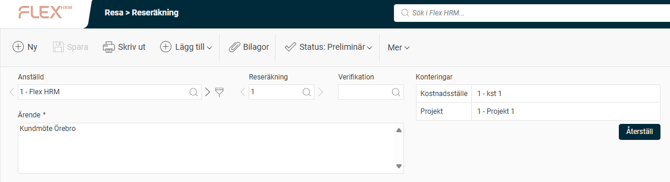 FLEX HRM
Resa > Reseräkning
Sök i Flex HRM...
Ny Spara Skriv ut Lägg till Bilagor Status: Preliminär Mer
Anställd Reseräkning Verifikation Konteringar
1 - Flex HRM 1
Kostnadsställe 1 - kst 1
Projekt 1 - Projekt 1
Ärende *
Kundmöte Örebro
Återställ